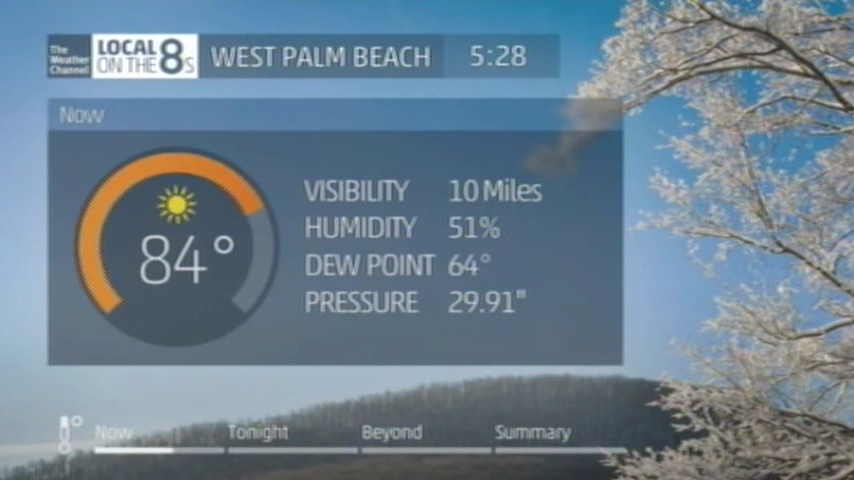 The Weather Channel
LOCAL ON THE 8s
WEST PALM BEACH
5:28
Now
84°
VISIBILITY 10 Miles
HUMIDITY 51%
DEW POINT 64°
PRESSURE 29.91"
Now Tonight Beyond Summary